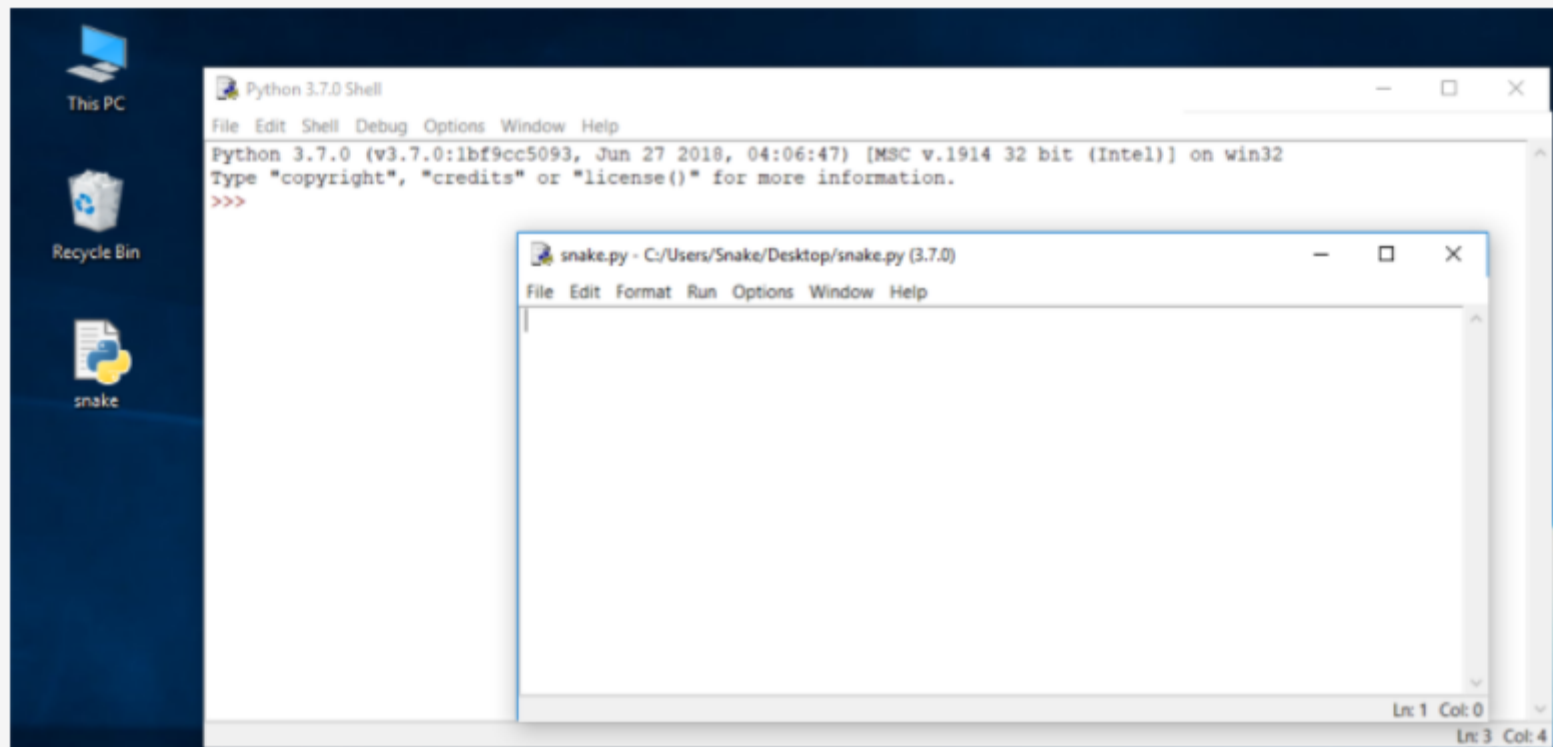 This PC
Recycle Bin
snake
Python 3.7.0 Shell
File Edit Shell Debug Options Window Help
Python 3.7.0 (v3.7.0:1bf9cc5093, Jun 27 2018, 04:06:47) [MSC v.1914 32 bit (Intel)] on win32
Type "copyright", "credits" or "license()" for more information.
>>>
snake.py - C:/Users/Snake/Desktop/snake.py (3.7.0)
File Edit Format Run Options Window Help
Ln: 1 Col: 0
Ln: 3 Col: 4